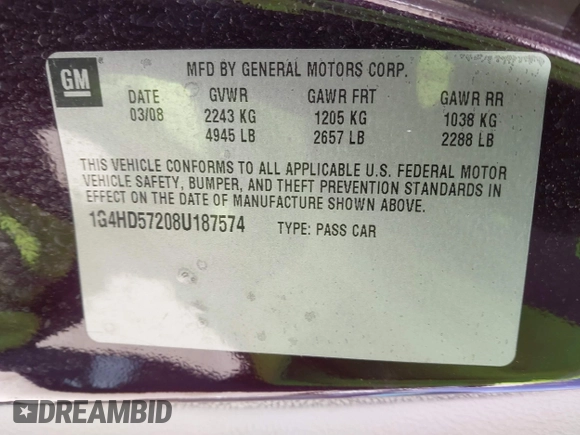 GM
MFD BY GENERAL MOTORS CORP.
DATE GVWR GAWR FRT GAWR RR
03/08 2243 KG 1205 KG 1038 KG
4945 LB 2657 LB 2288 LB
THIS VEHICLE CONFORMS TO ALL APPLICABLE U.S. FEDERAL MOTOR
VEHICLE SAFETY, BUMPER, AND THEFT PREVENTION STANDARDS IN
EFFECT ON THE DATE OF MANUFACTURE SHOWN ABOVE.
1G4HD57208U187574 TYPE: PASS CAR
DREAMBID